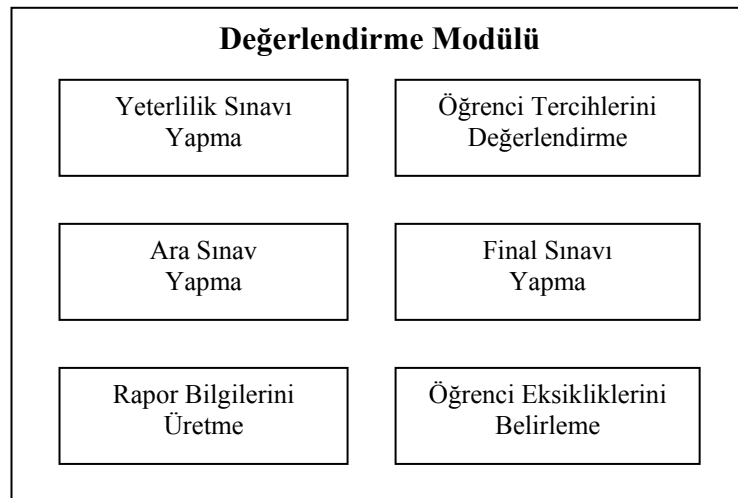 Değerlendirme Modülü
Yeterlilik Sınavı
Yapma
Öğrenci Tercihlerini
Değerlendirme
Ara Sınav
Yapma
Final Sınavı
Yapma
Rapor Bilgilerini
Üretme
Öğrenci Eksikliklerini
Belirleme